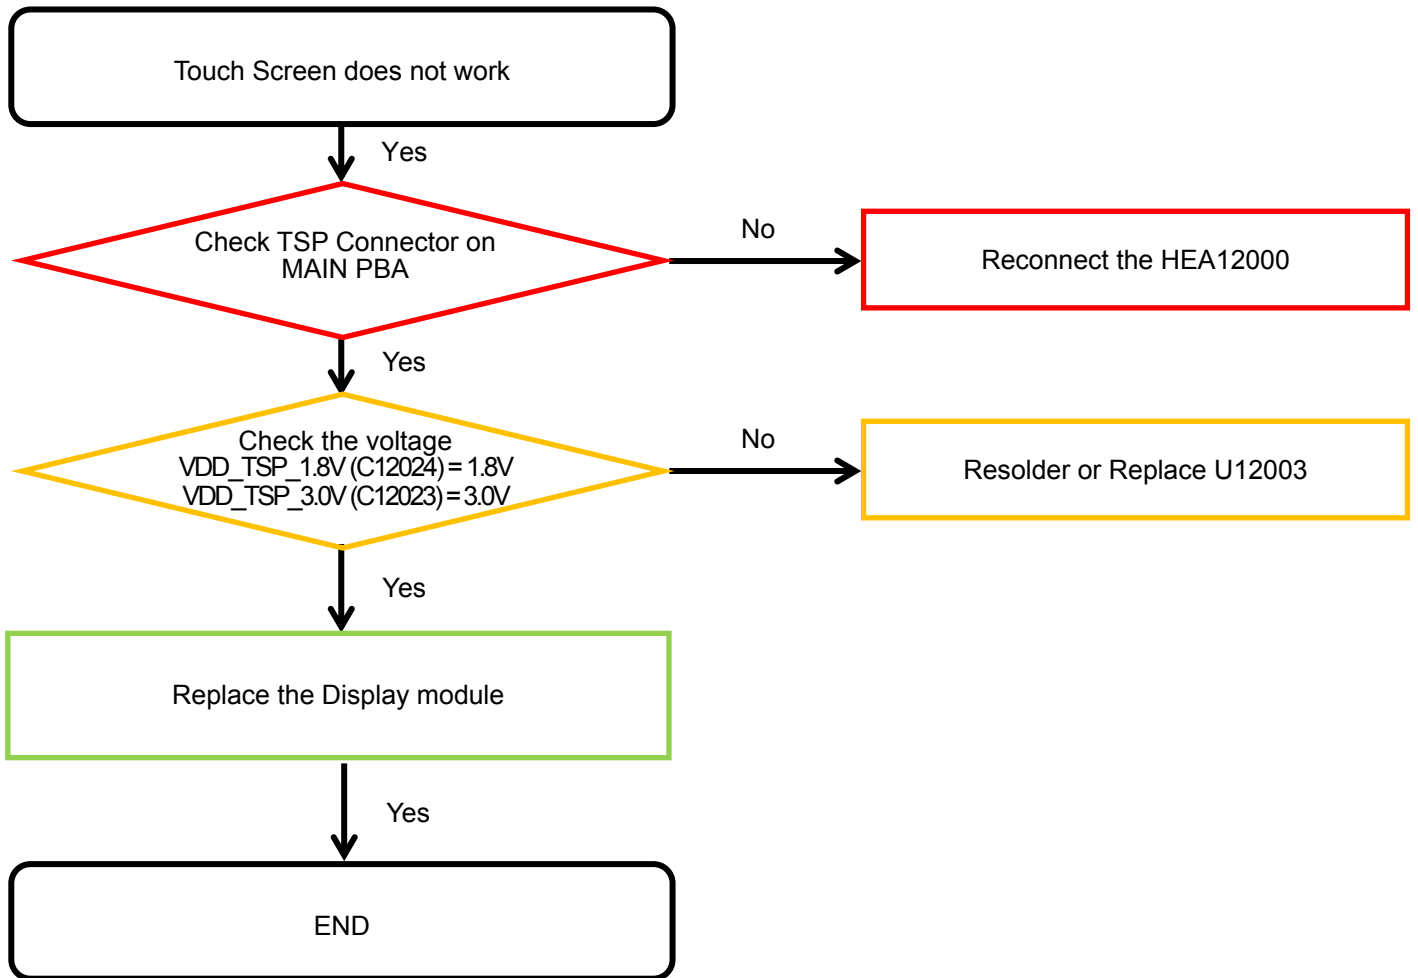 Touch Screen does not work
Yes
Check TSP Connector on
MAIN PBA
No
Reconnect the HEA12000
Yes
Check the voltage
VDD_TSP_1.8V (C12024) = 1.8V
VDD_TSP_3.0V (C12023) = 3.0V
No
Resolder or Replace U12003
Yes
Replace the Display module
Yes
END